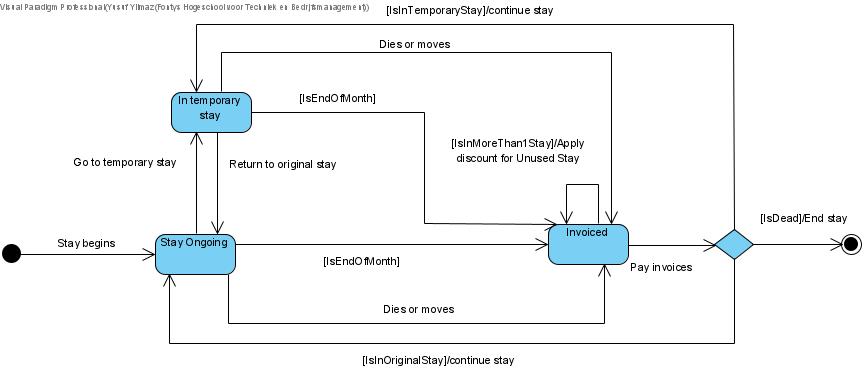 Visual Paradigm Professional(Yusuf Yilmaz(Fontys Hogeschool voor Techniek en Bedrijfsmanagement))
[IsInTemporaryStay]/continue stay
Dies or moves
In temporary
stay
[IsEndOfMonth]
[IsInMoreThan1Stay]/Apply
discount for Unused Stay
Go to temporary stay
Return to original stay
[IsDead]/End stay
Stay begins
Stay Ongoing
Invoiced
[IsEndOfMonth]
Pay invoices
Dies or moves
[IsInOriginalStay]/continue stay